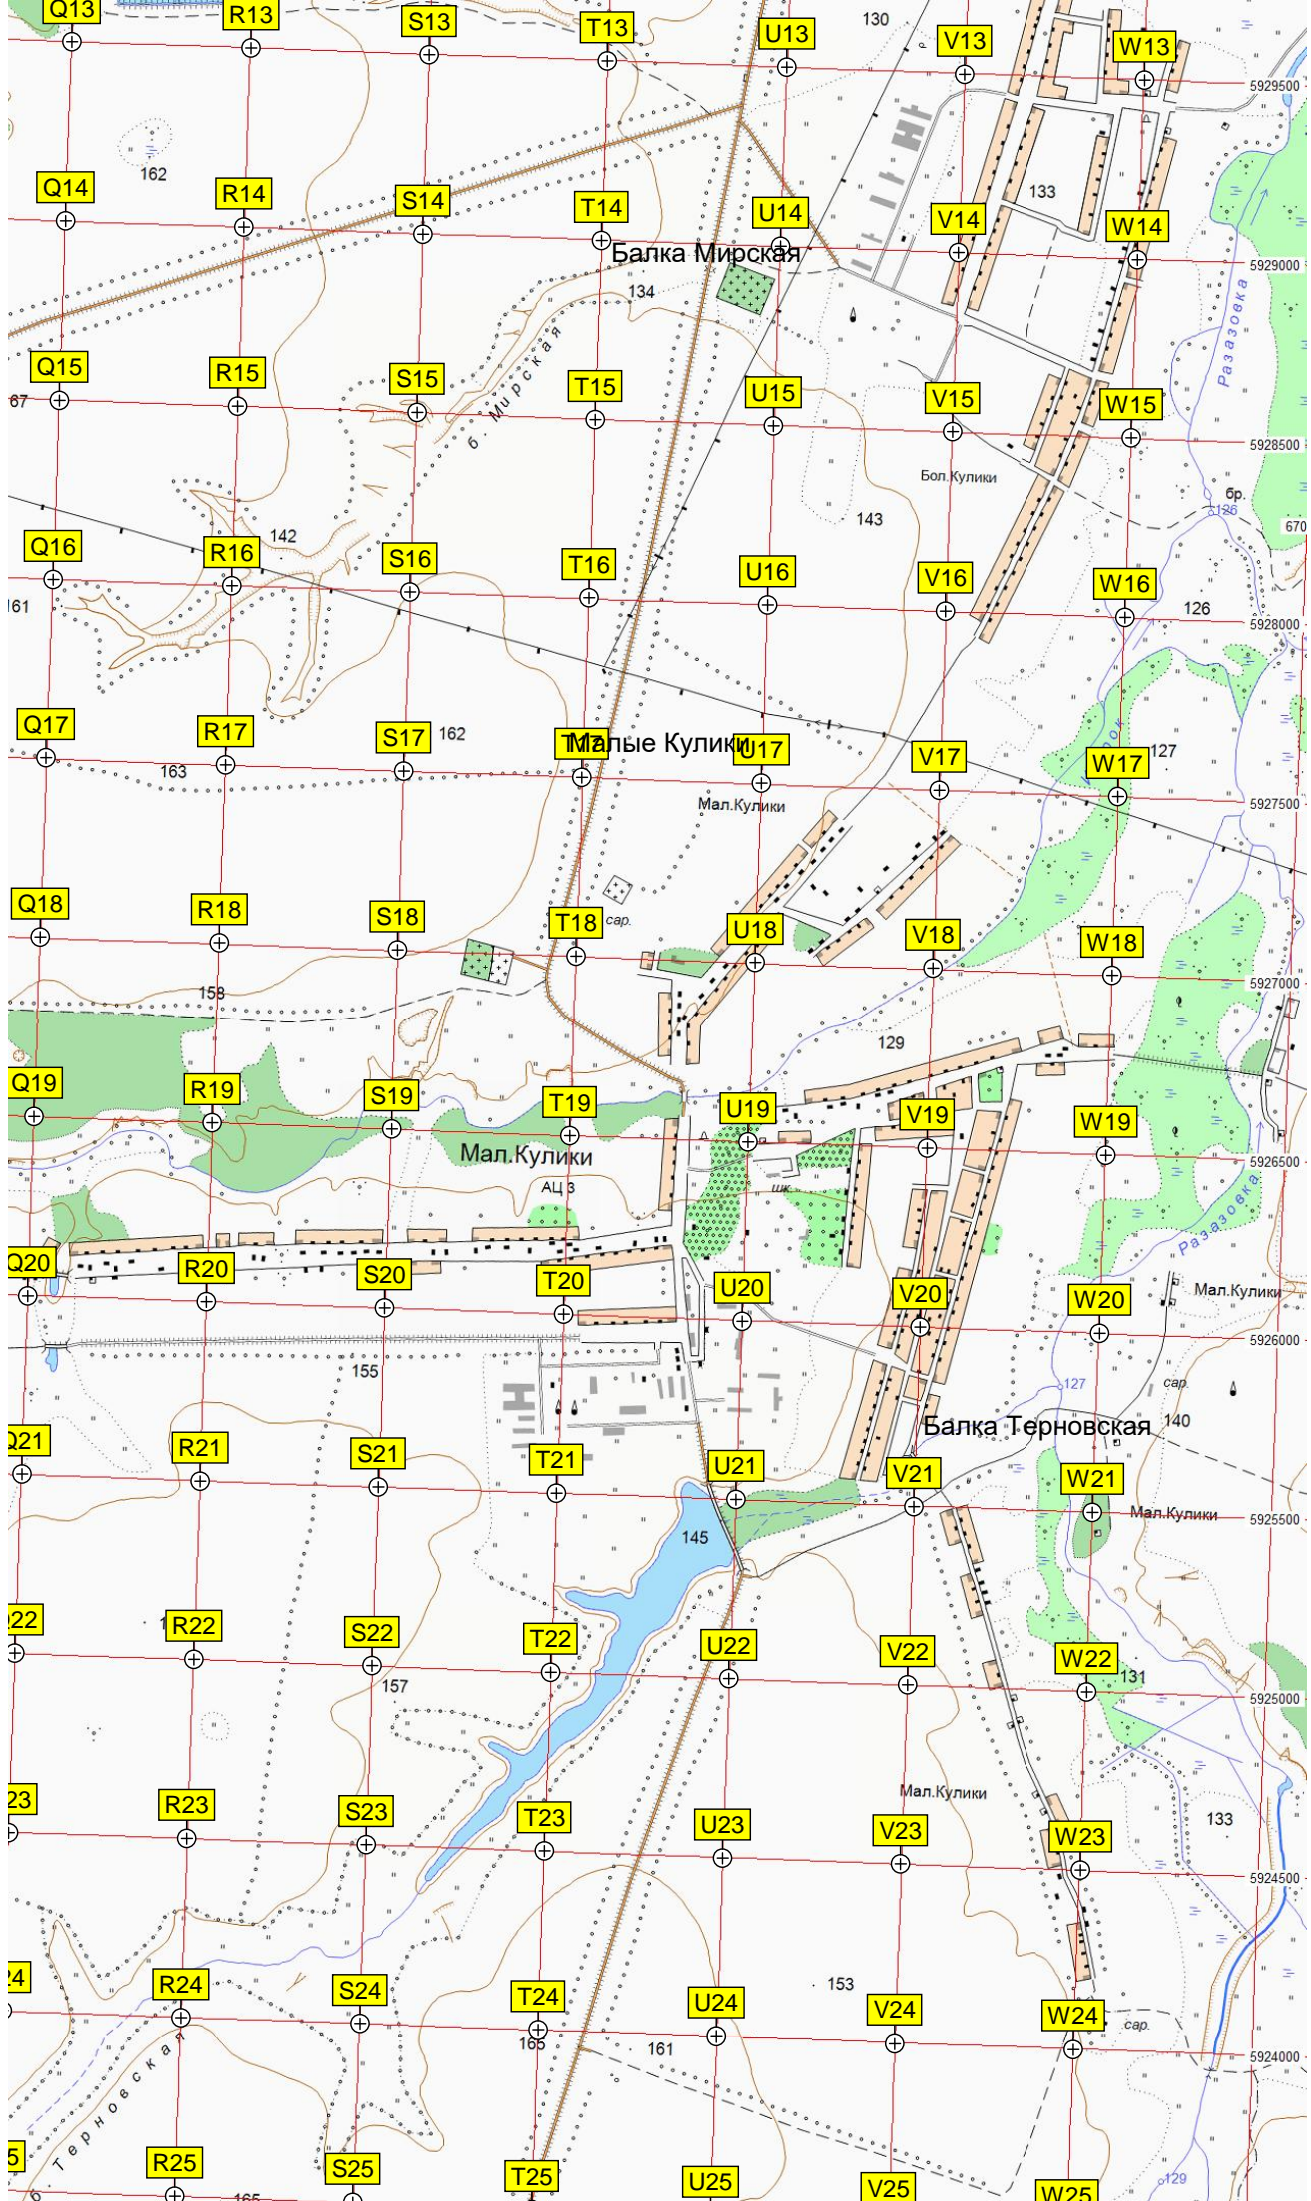 Q13 R13 S13 T13 U13 V13 W13
130
5929500
162
133
Q14 R14 S14 T14 U14 V14 W14
Балка Мирская
5929000
134
б. Мирская
Разазовка
Q15 R15 S15 T15 U15 V15 W15
67
5928500
Бол.Кулики
бр.
126
143
142
670
Q16 R16 S16 T16 U16 V16 W16
161
126
5928000
Q17 R17 S17 T17 U17 V17 W17
162
Малые Кулики
127
163
Мал.Кулики
5927500
Q18 R18 S18 T18 U18 V18 W18
сар.
5927000
158
129
Q19 R19 S19 T19 U19 V19 W19
Мал.Кулики
5926500
АЦ 3
шк.
Разазовка
Q20 R20 S20 T20 U20 V20 W20
Мал.Кулики
5926000
155
127
сар.
Балка Терновская
140
Q21 R21 S21 T21 U21 V21 W21
Мал.Кулики
5925500
145
22 R22 S22 T22 U22 V22 W22
131
157
5925000
Мал.Кулики
23 R23 S23 T23 U23 V23 W23
133
5924500
153
24 R24 S24 T24 U24 V24 W24
сар.
165
161
5924000
б. Терновская
5 R25 S25 T25 U25 V25 W25
129
165